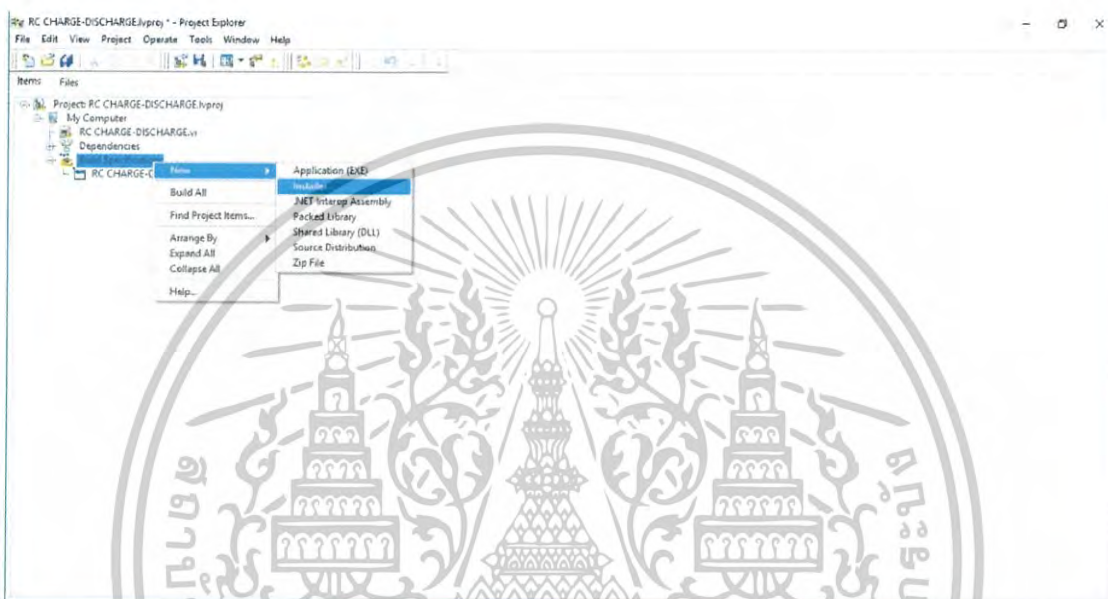 RC CHARGE-DISCHARGE.lvproj * - Project Explorer
File Edit View Project Operate Tools Window Help
Items Files
Project: RC CHARGE-DISCHARGE.lvproj
My Computer
RC CHARGE-DISCHARGE.vi
Dependencies
Build Specifications
RC CHARGE-D
New
Build All
Find Project Items...
Arrange By
Expand All
Collapse All
Help...
Application (EXE)
Installer
.NET Interop Assembly
Packed Library
Shared Library (DLL)
Source Distribution
Zip File